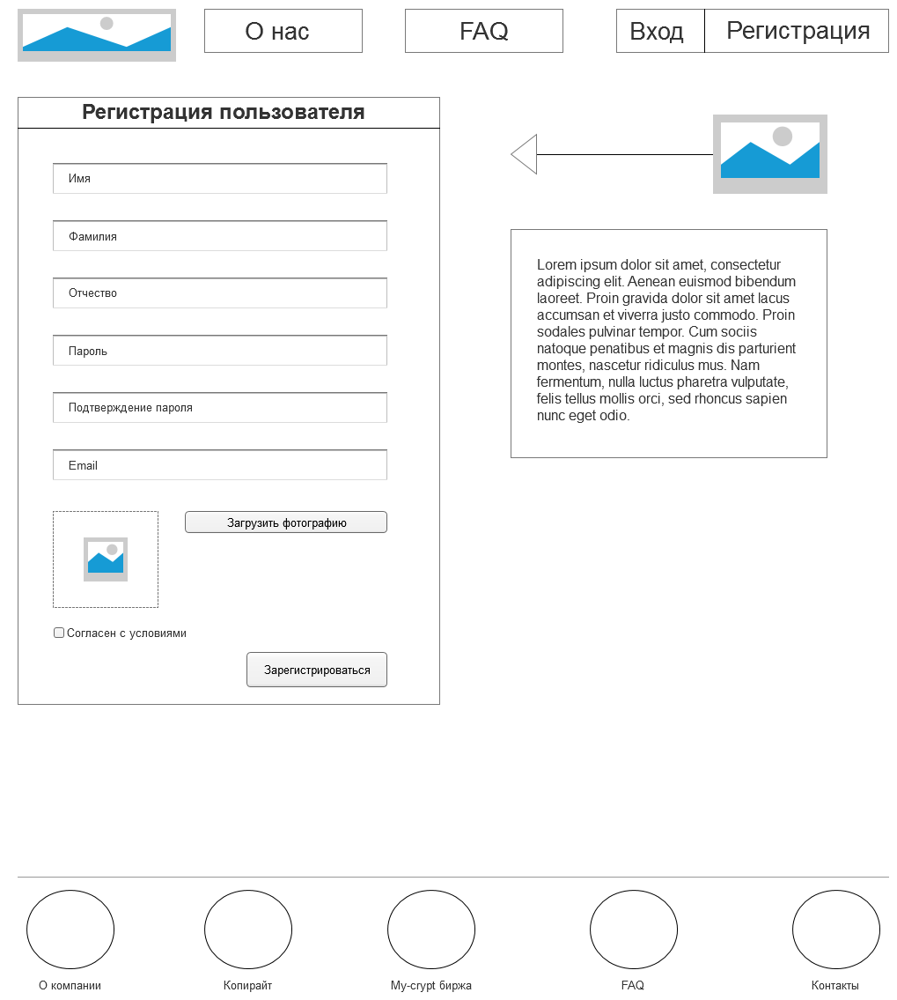 О нас
FAQ
Вход
Регистрация
Регистрация пользователя
Имя
Фамилия
Отчество
Пароль
Подтверждение пароля
Email
Загрузить фотографию
Согласен с условиями
Зарегистрироваться
Lorem ipsum dolor sit amet, consectetur
adipiscing elit. Aenean euismod bibendum
laoreet. Proin gravida dolor sit amet lacus
accumsan et viverra justo commodo. Proin
sodales pulvinar tempor. Cum sociis
natoque penatibus et magnis dis parturient
montes, nascetur ridiculus mus. Nam
fermentum, nulla luctus pharetra vulputate,
felis tellus mollis orci, sed rhoncus sapien
nunc eget odio.
О компании
Копирайт
My-crypt биржа
FAQ
Контакты